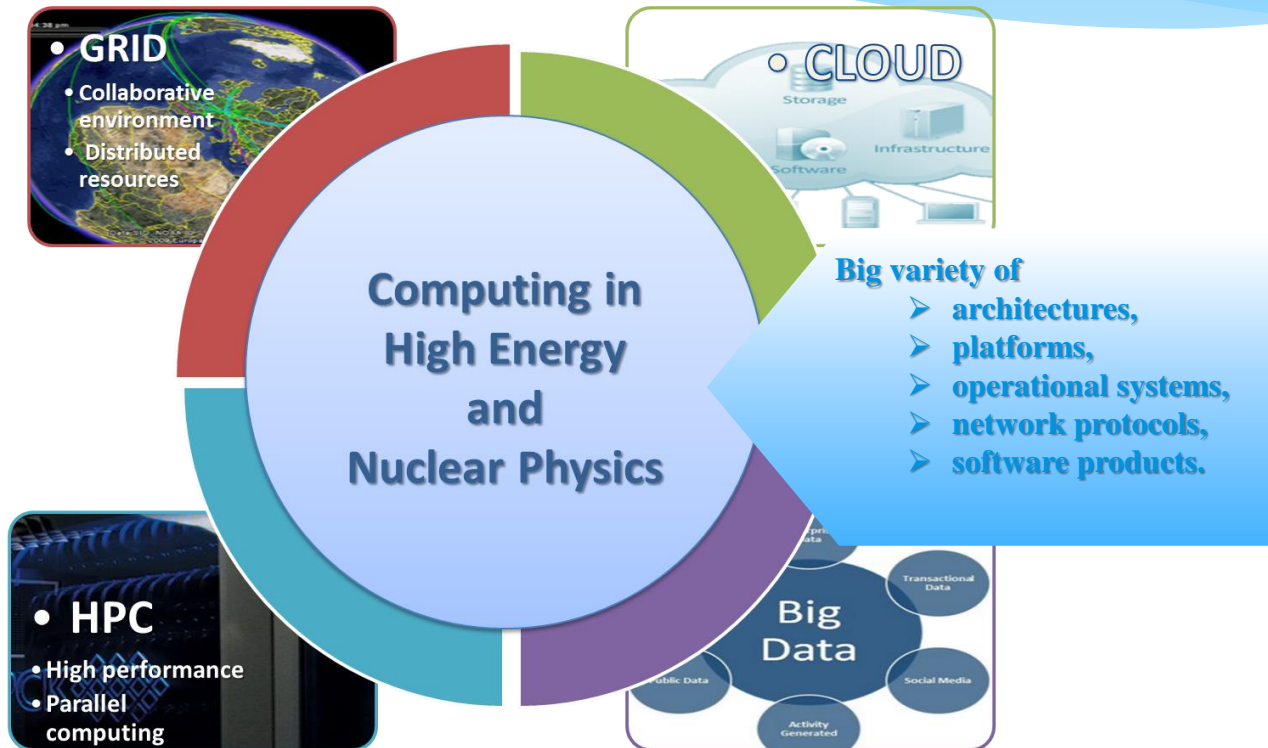 • GRID
• Collaborative
environment
• Distributed
resources
• CLOUD
Storage
Infrastructure
Software
Computing in
High Energy
and
Nuclear Physics
Big variety of
➢ architectures,
➢ platforms,
➢ operational systems,
➢ network protocols,
➢ software products.
• HPC
• High performance
• Parallel
computing
Transactional
Data
Big
Data
Public Data
Social Media
Activity
Generated